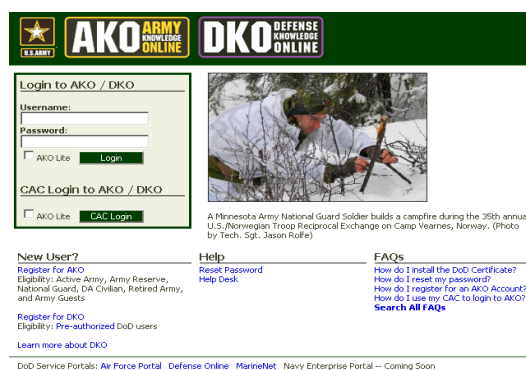 U.S.ARMY
AKO ARMY KNOWLEDGE ONLINE
DKO DEFENSE KNOWLEDGE ONLINE
Login to AKO / DKO
Username:
Password:
AKO Lite Login
CAC Login to AKO / DKO
AKO Lite CAC Login
A Minnesota Army National Guard Soldier builds a campfire during the 35th annua
U.S./Norwegian Troop Reciprocal Exchange on Camp Vearnes, Norway. (Photo
by Tech. Sgt. Jason Rolfe)
New User?
Register for AKO
Eligibility: Active Army, Army Reserve,
National Guard, DA Civilian, Retired Army,
and Army Guests
Register for DKO
Eligibility: Pre-authorized DoD users
Learn more about DKO
Help
Reset Password
Help Desk
FAQs
How do I install the DoD Certificate?
How do I reset my password?
How do I register for an AKO Account?
How do I use my CAC to login to AKO?
Search All FAQs
DoD Service Portals: Air Force Portal Defense Online MarineNet Navy Enterprise Portal -- Coming Soon